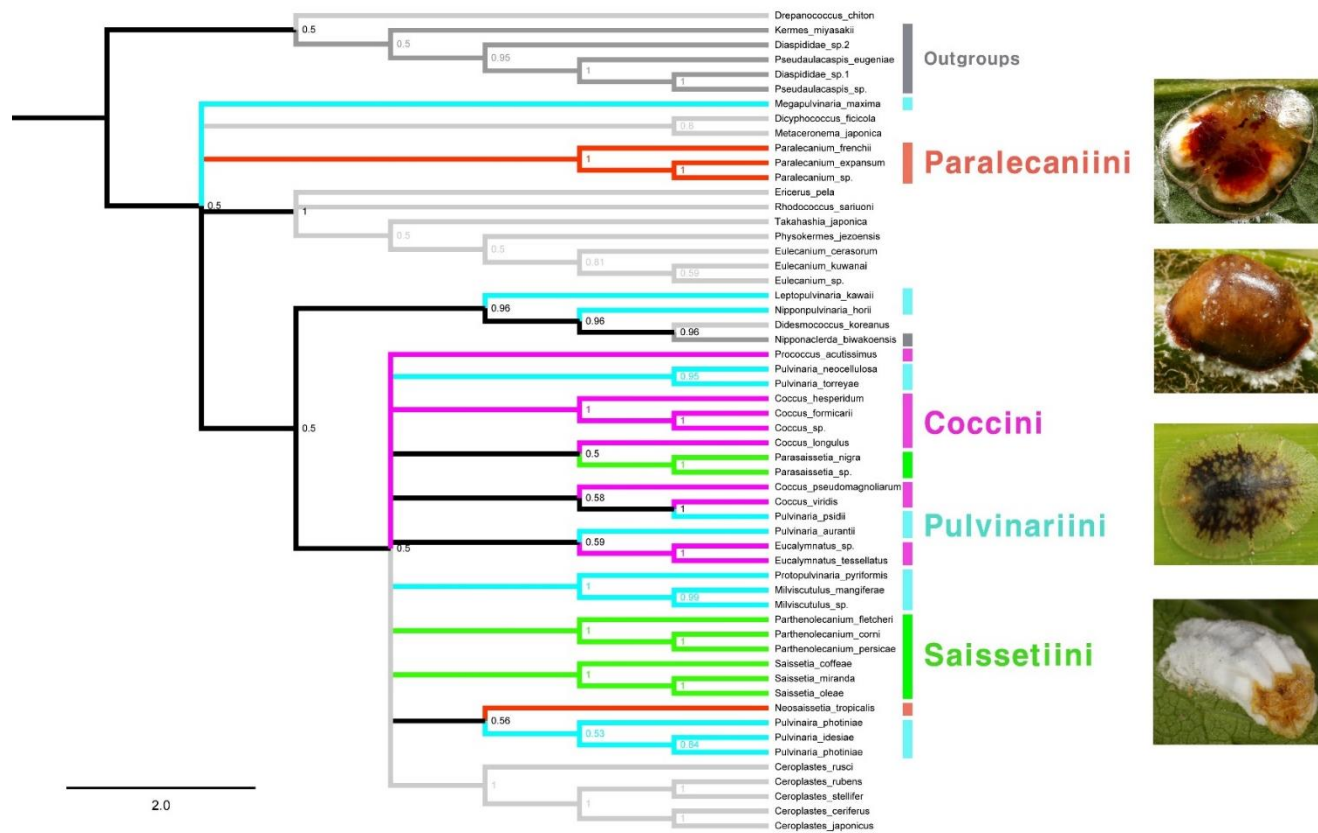 Drepanococcus_chiton
Kermes_miyasakii
0.5
0.5
Diaspididae_sp.2
0.95
Pseudaulacaspis_eugeniae
Outgroups
1
Diaspididae_sp.1
1
Pseudaulacaspis_sp.
Megapulvinaria_maxima
Dicyphococcus_ficicola
0.6
Metaceronema_japonica
Paralecanium_frenchii
1
Paralecanium_expansum
Paralecaniini
1
Paralecanium_sp.
Ericerus_pela
0.5
1
Rhodococcus_sariuoni
Takahashia_japonica
0.5
Physokermes_jezoensis
0.5
Eulecanium_cerasorum
0.81
Eulecanium_kuwanai
0.59
Eulecanium_sp.
Leptopulvinaria_kawaii
0.96
Nipponpulvinaria_horii
0.96
Didesmococcus_koreanus
0.96
Nipponaclerda_biwakoensis
Prococcus_acutissimus
Pulvinaria_neocellulosa
0.95
Pulvinaria_torreyae
Coccus_hesperidum
1
Coccus_formicarii
1
Coccus_sp.
Coccini
0.5
Coccus_longulus
0.5
Parasaissetia_nigra
1
Parasaissetia_sp.
Coccus_pseudomagnoliarum
0.58
Coccus_viridis
1
Pulvinaria_psidii
Pulvinariini
Pulvinaria_aurantii
0.59
Eucalymnatus_sp.
0.5
1
Eucalymnatus_tessellatus
Protopulvinaria_pyriformis
1
Milviscutulus_mangiferae
0.99
Milviscutulus_sp.
Parthenolecanium_fletcheri
1
Parthenolecanium_corni
1
Parthenolecanium_persicae
Saissetiini
Saissetia_coffeae
1
Saissetia_miranda
1
Saissetia_oleae
Neosaissetia_tropicalis
0.56
Pulvinaira_photiniae
0.53
Pulvinaria_idesiae
0.84
Pulvinaria_photiniae
Ceroplastes_rusci
1
Ceroplastes_rubens
1
Ceroplastes_stellifer
1
Ceroplastes_ceriferus
1
Ceroplastes_japonicus
2.0